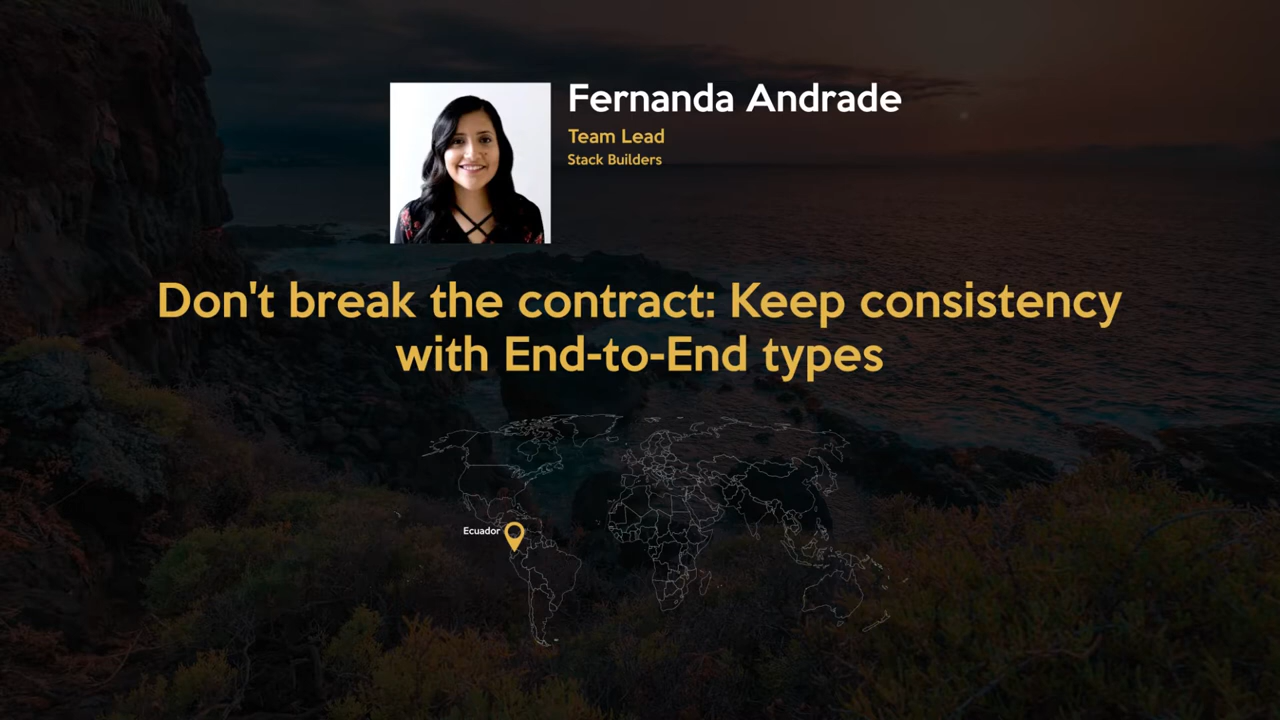 Fernanda Andrade
Team Lead
Stack Builders
Don't break the contract: Keep consistency
with End-to-End types
Ecuador